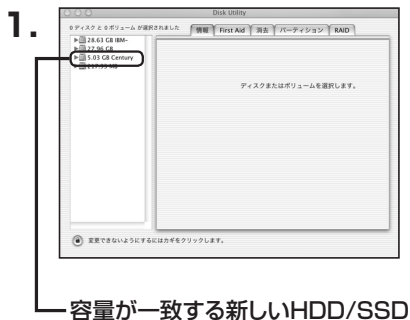 1.
Disk Utility
0 ディスク と 0 ボリューム が選択されました
情報 First Aid 消去 パーティション RAID
28.63 GB IBM-
27.96 GB
5.03 GB Century
ディスクまたはボリュームを選択します。
変更できないようにするにはカギをクリックします。
容量が一致する新しいHDD/SSD